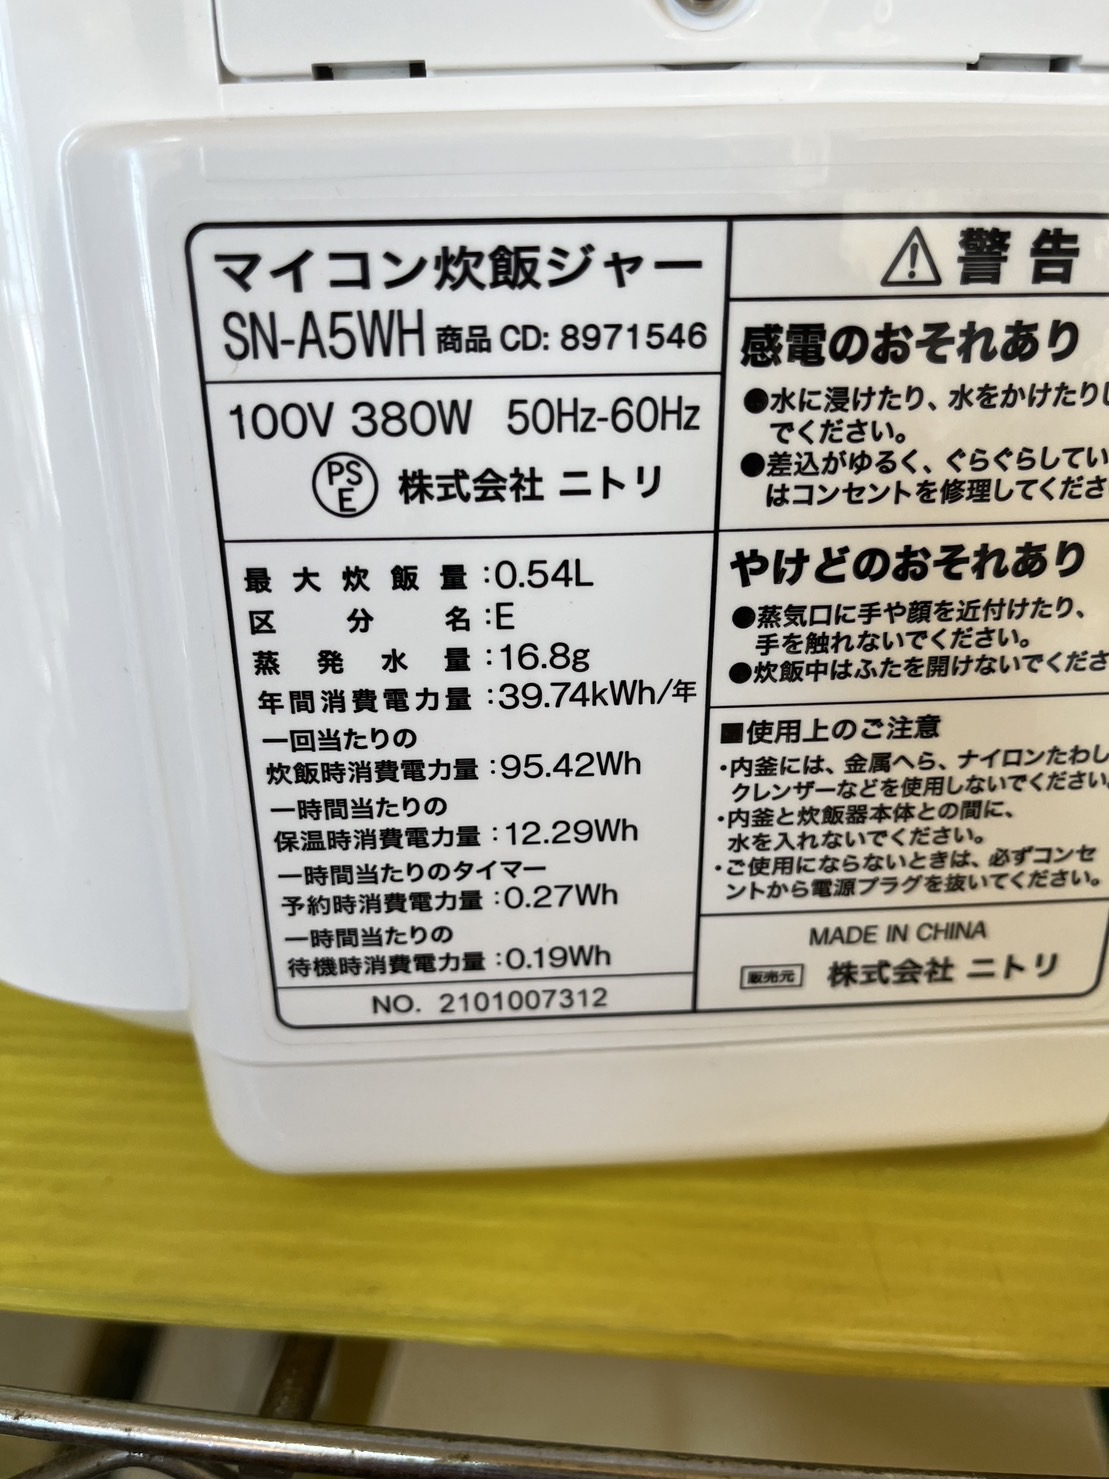 マイコン炊飯ジャー
SN-A5WH 商品 CD: 8971546
100V 380W 50Hz-60Hz
PS
E
株式会社 ニトリ
最大炊飯量:0.54L
区分名:E
蒸発水量:16.8g
年間消費電力量:39.74kWh/年
一回当たりの
炊飯時消費電力量:95.42Wh
一時間当たりの
保温時消費電力量:12.29Wh
一時間当たりのタイマー
予約時消費電力量:0.27Wh
一時間当たりの
待機時消費電力量:0.19Wh
NO. 2101007312
警告
感電のおそれあり
●水に浸けたり、水をかけたりし
でください。
●差込がゆるく、ぐらぐらしてい
はコンセントを修理してくださ
やけどのおそれあり
●蒸気口に手や顔を近付けたり、
手を触れないでください。
●炊飯中はふたを開けないでくださ
■使用上のご注意
・内釜には、金属へら、ナイロンたわし
クレンザーなどを使用しないでください。
・内釜と炊飯器本体との間に、
水を入れないでください。
・ご使用にならないときは、必ずコンセ
ントから電源プラグを抜いてください。
MADE IN CHINA
販売元 株式会社 ニトリ